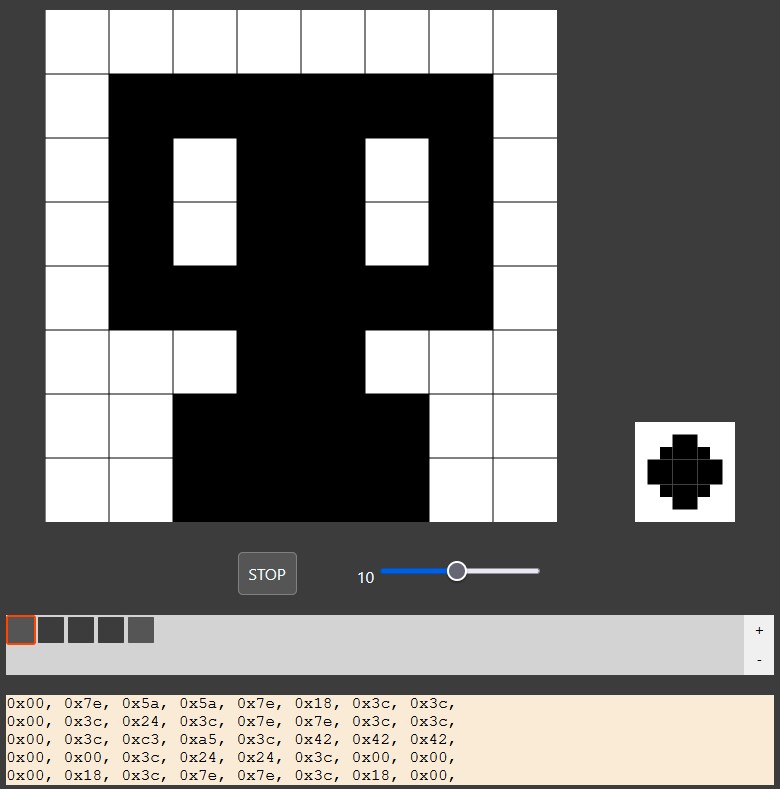 STOP
10
+
-
0x00, 0x7e, 0x5a, 0x5a, 0x7e, 0x18, 0x3c, 0x3c,
0x00, 0x3c, 0x24, 0x3c, 0x7e, 0x7e, 0x3c, 0x3c,
0x00, 0x3c, 0xc3, 0xa5, 0x3c, 0x42, 0x42, 0x42,
0x00, 0x00, 0x3c, 0x24, 0x24, 0x3c, 0x00, 0x00,
0x00, 0x18, 0x3c, 0x7e, 0x7e, 0x3c, 0x18, 0x00,